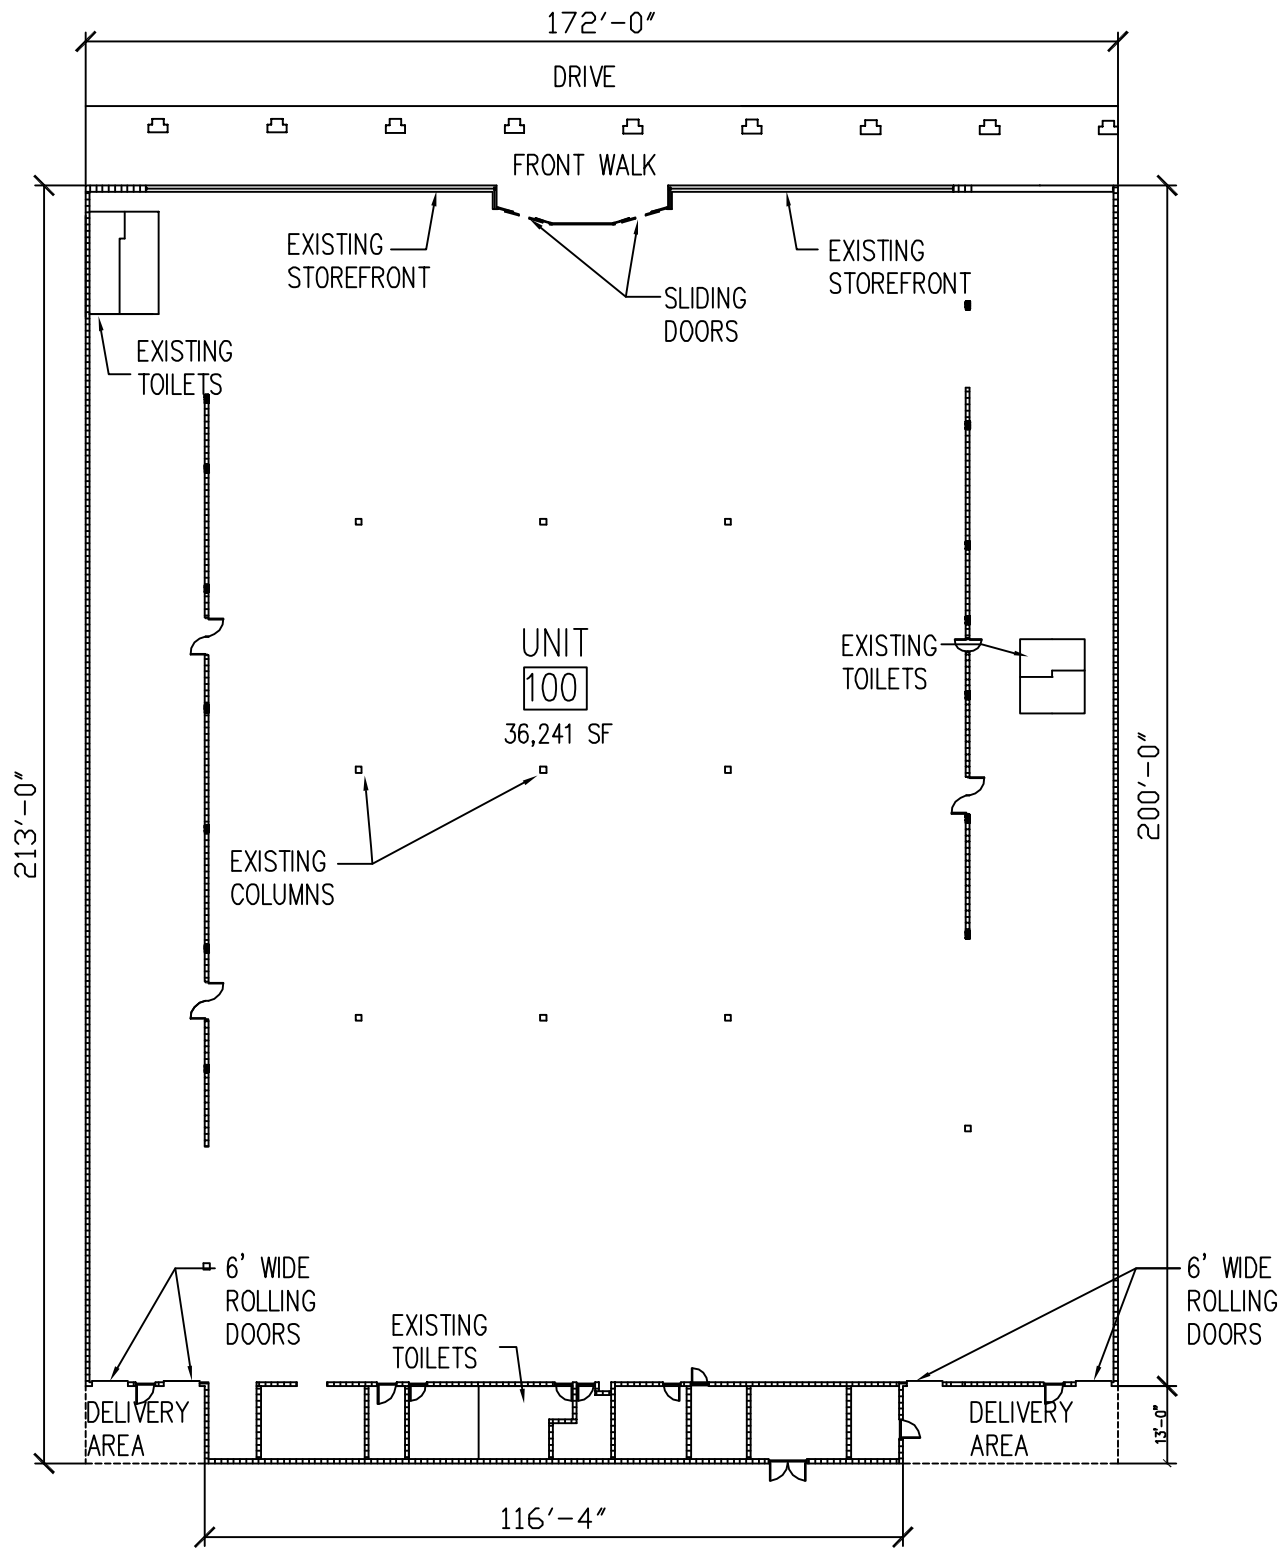 172'-0"
DRIVE
FRONT WALK
EXISTING
STOREFRONT
EXISTING
STOREFRONT
SLIDING
DOORS
EXISTING
TOILETS
UNIT
100
36,241 SF
EXISTING
TOILETS
213'-0"
200'-0"
EXISTING
COLUMNS
6' WIDE
ROLLING
DOORS
6' WIDE
ROLLING
DOORS
EXISTING
TOILETS
DELIVERY
AREA
DELIVERY
AREA
13'-0"
116'-4"